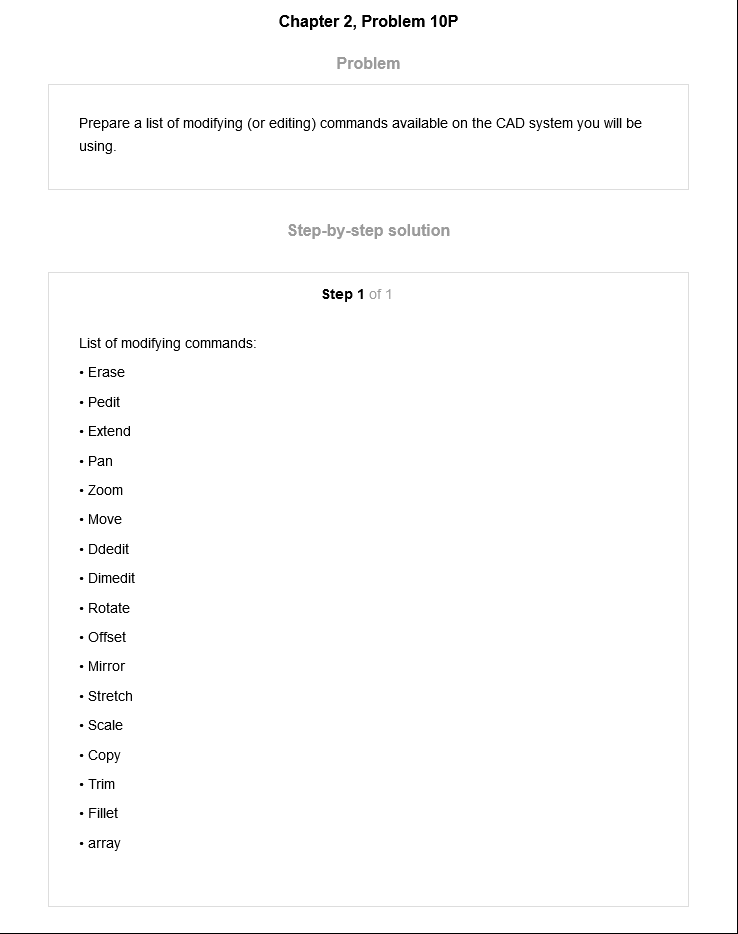 Chapter 2, Problem 10P
Problem
Prepare a list of modifying (or editing) commands available on the CAD system you will be
using.
Step-by-step solution
Step 1 of 1
List of modifying commands:
• Erase
• Pedit
• Extend
• Pan
• Zoom
• Move
• Ddedit
• Dimedit
• Rotate
• Offset
• Mirror
• Stretch
• Scale
• Copy
• Trim
• Fillet
• array